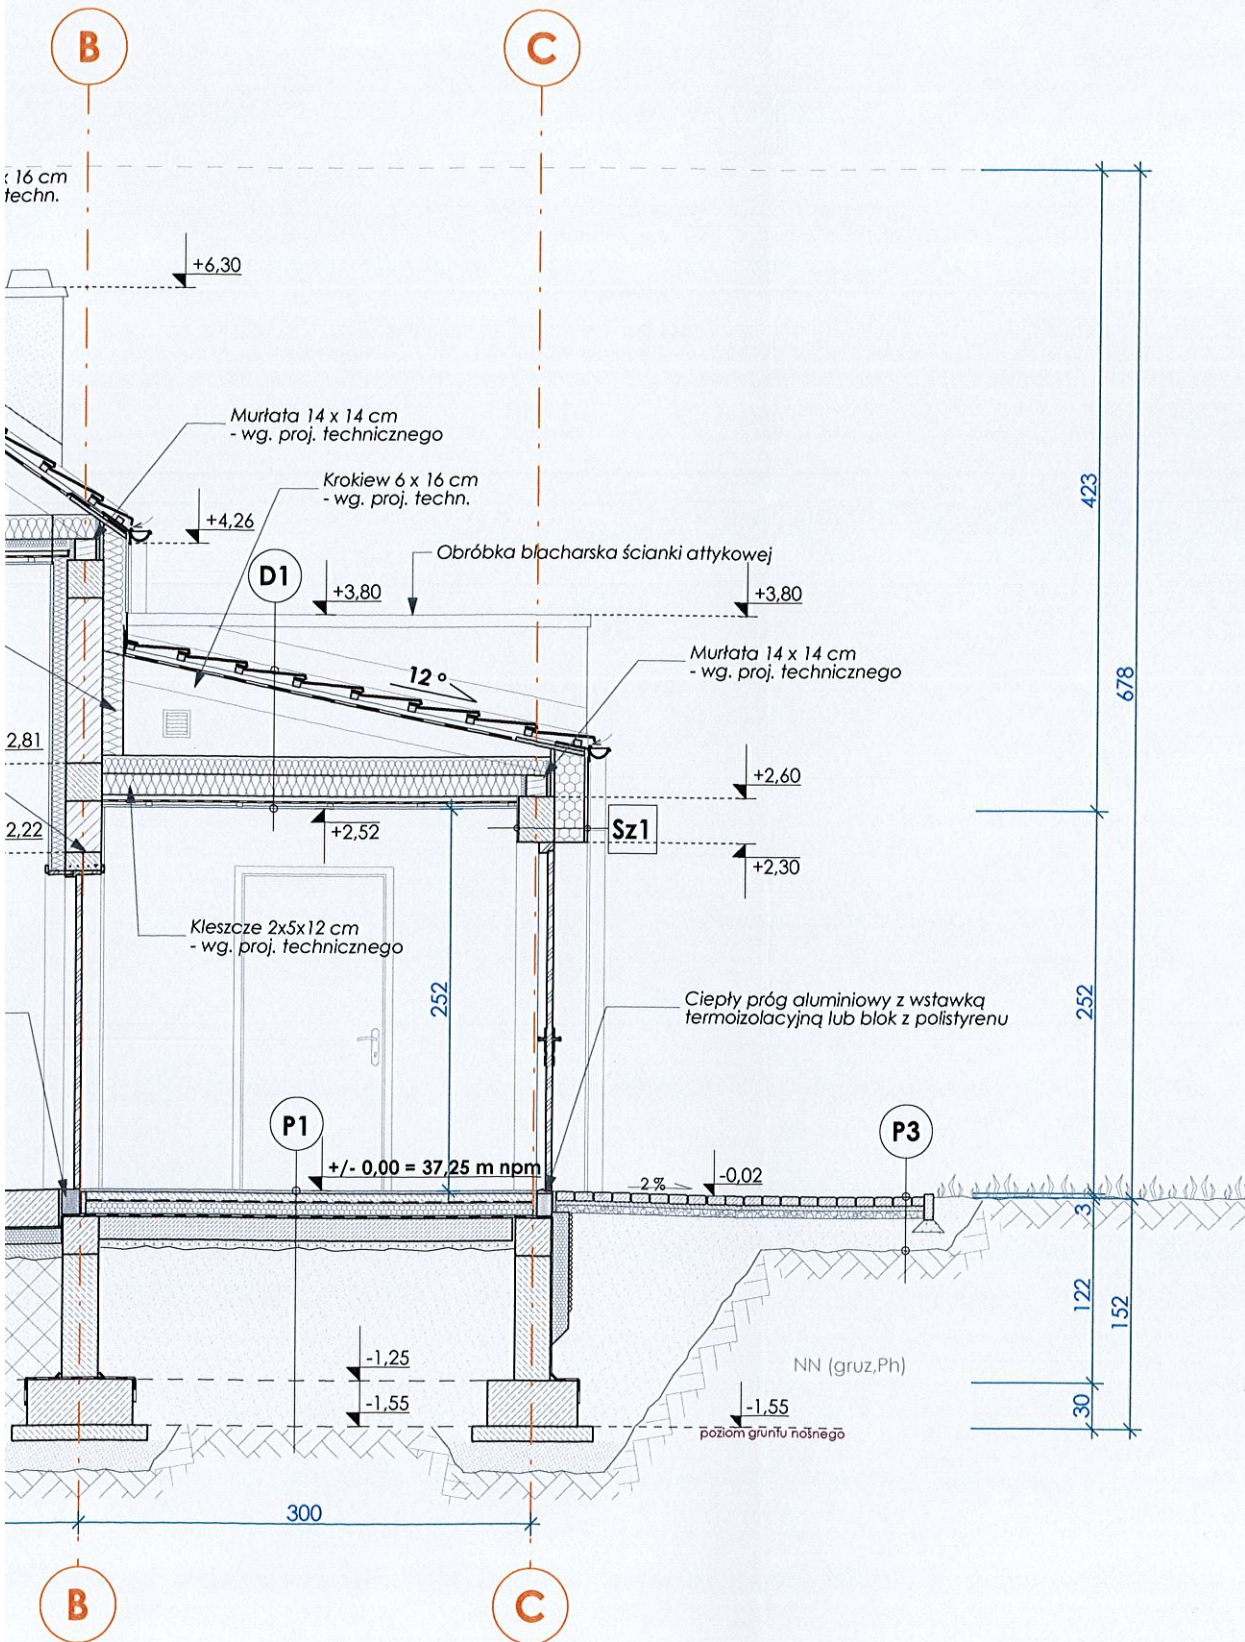 B
C
x 16 cm
techn.
+6,30
Murłata 14 x 14 cm
- wg. proj. technicznego
Krokiew 6 x 16 cm
- wg. proj. techn.
423
+4,26
Obróbka blacharska ścianki attykowej
D1
+3,80
+3,80
Murłata 14 x 14 cm
- wg. proj. technicznego
12 °
678
2,81
+2,60
2,22
+2,52
Sz1
+2,30
Kleszcze 2x5x12 cm
- wg. proj. technicznego
252
252
Ciepły próg aluminiowy z wstawką
termoizolacyjną lub blok z polistyrenu
P1
P3
+/- 0,00 = 37,25 m npm
2%
-0,02
3
122
152
-1,25
NN (gruz,Ph)
-1,55
-1,55
30
poziom gruntu nośnego
300
B
C